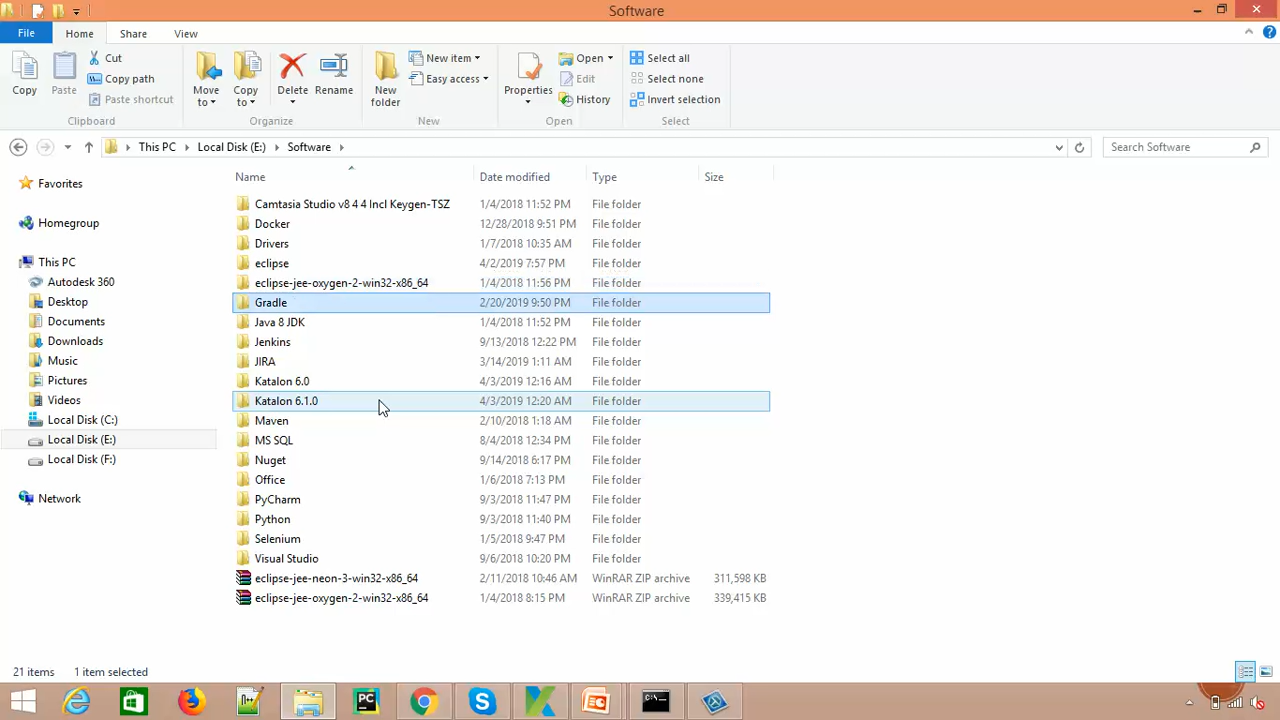 Software
File Home Share View
Copy Paste Cut Copy path Paste shortcut Clipboard
Move to Copy to Delete Rename Organize
New folder New item Easy access New
Properties Open Edit History Open
Select all Select none Invert selection Select
This PC Local Disk (E:) Software Search Software
Name Date modified Type Size
Favorites
Homegroup
This PC
Autodesk 360
Desktop
Documents
Downloads
Music
Pictures
Videos
Local Disk (C:)
Local Disk (E:)
Local Disk (F:)
Network
Camtasia Studio v8 4 4 Incl Keygen-TSZ 1/4/2018 11:52 PM File folder
Docker 12/28/2018 9:51 PM File folder
Drivers 1/7/2018 10:35 AM File folder
eclipse 4/2/2019 7:57 PM File folder
eclipse-jee-oxygen-2-win32-x86_64 1/4/2018 11:56 PM File folder
Gradle 2/20/2019 9:50 PM File folder
Java 8 JDK 1/4/2018 11:52 PM File folder
Jenkins 9/13/2018 12:22 PM File folder
JIRA 3/14/2019 1:11 AM File folder
Katalon 6.0 4/3/2019 12:16 AM File folder
Katalon 6.1.0 4/3/2019 12:20 AM File folder
Maven 2/10/2018 1:18 AM File folder
MS SQL 8/4/2018 12:34 PM File folder
Nuget 9/14/2018 6:17 PM File folder
Office 1/6/2018 7:13 PM File folder
PyCharm 9/3/2018 11:47 PM File folder
Python 9/3/2018 11:40 PM File folder
Selenium 1/5/2018 9:47 PM File folder
Visual Studio 9/6/2018 10:20 PM File folder
eclipse-jee-neon-3-win32-x86_64 2/11/2018 10:46 AM WinRAR ZIP archive 311,598 KB
eclipse-jee-oxygen-2-win32-x86_64 1/4/2018 8:15 PM WinRAR ZIP archive 339,415 KB
21 items 1 item selected